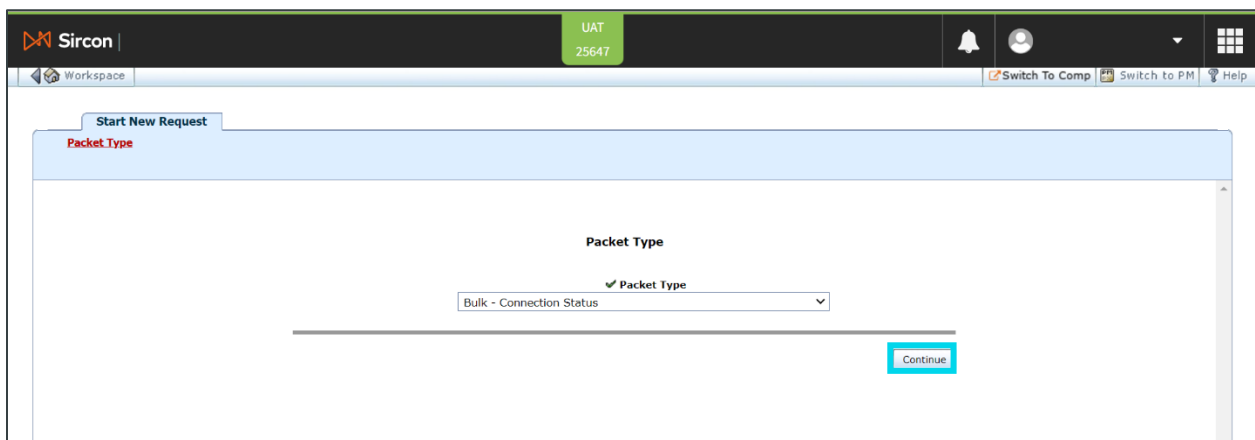 Sircon
UAT
25647
Workspace
Switch To Comp
Switch to PM
Help
Start New Request
Packet Type
Packet Type
Packet Type
Bulk - Connection Status
Continue